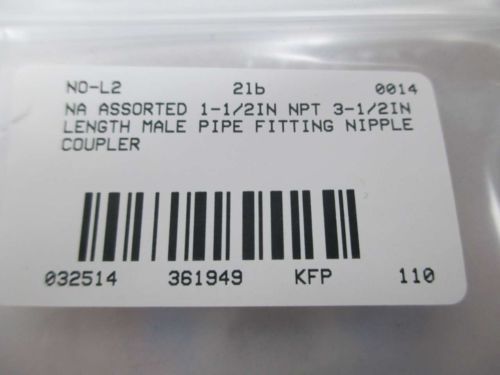 NO-L2 2lb 0014
NA ASSORTED 1-1/2IN NPT 3-1/2IN
LENGTH MALE PIPE FITTING NIPPLE
COUPLER
032514 361949 KFP 110